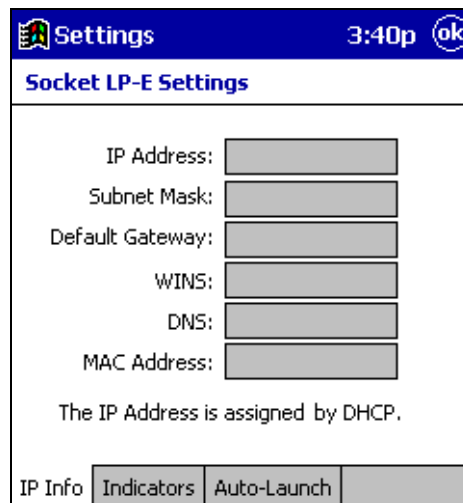 Settings 3:40p ok
Socket LP-E Settings
IP Address:
Subnet Mask:
Default Gateway:
WINS:
DNS:
MAC Address:
The IP Address is assigned by DHCP.
IP Info Indicators Auto-Launch